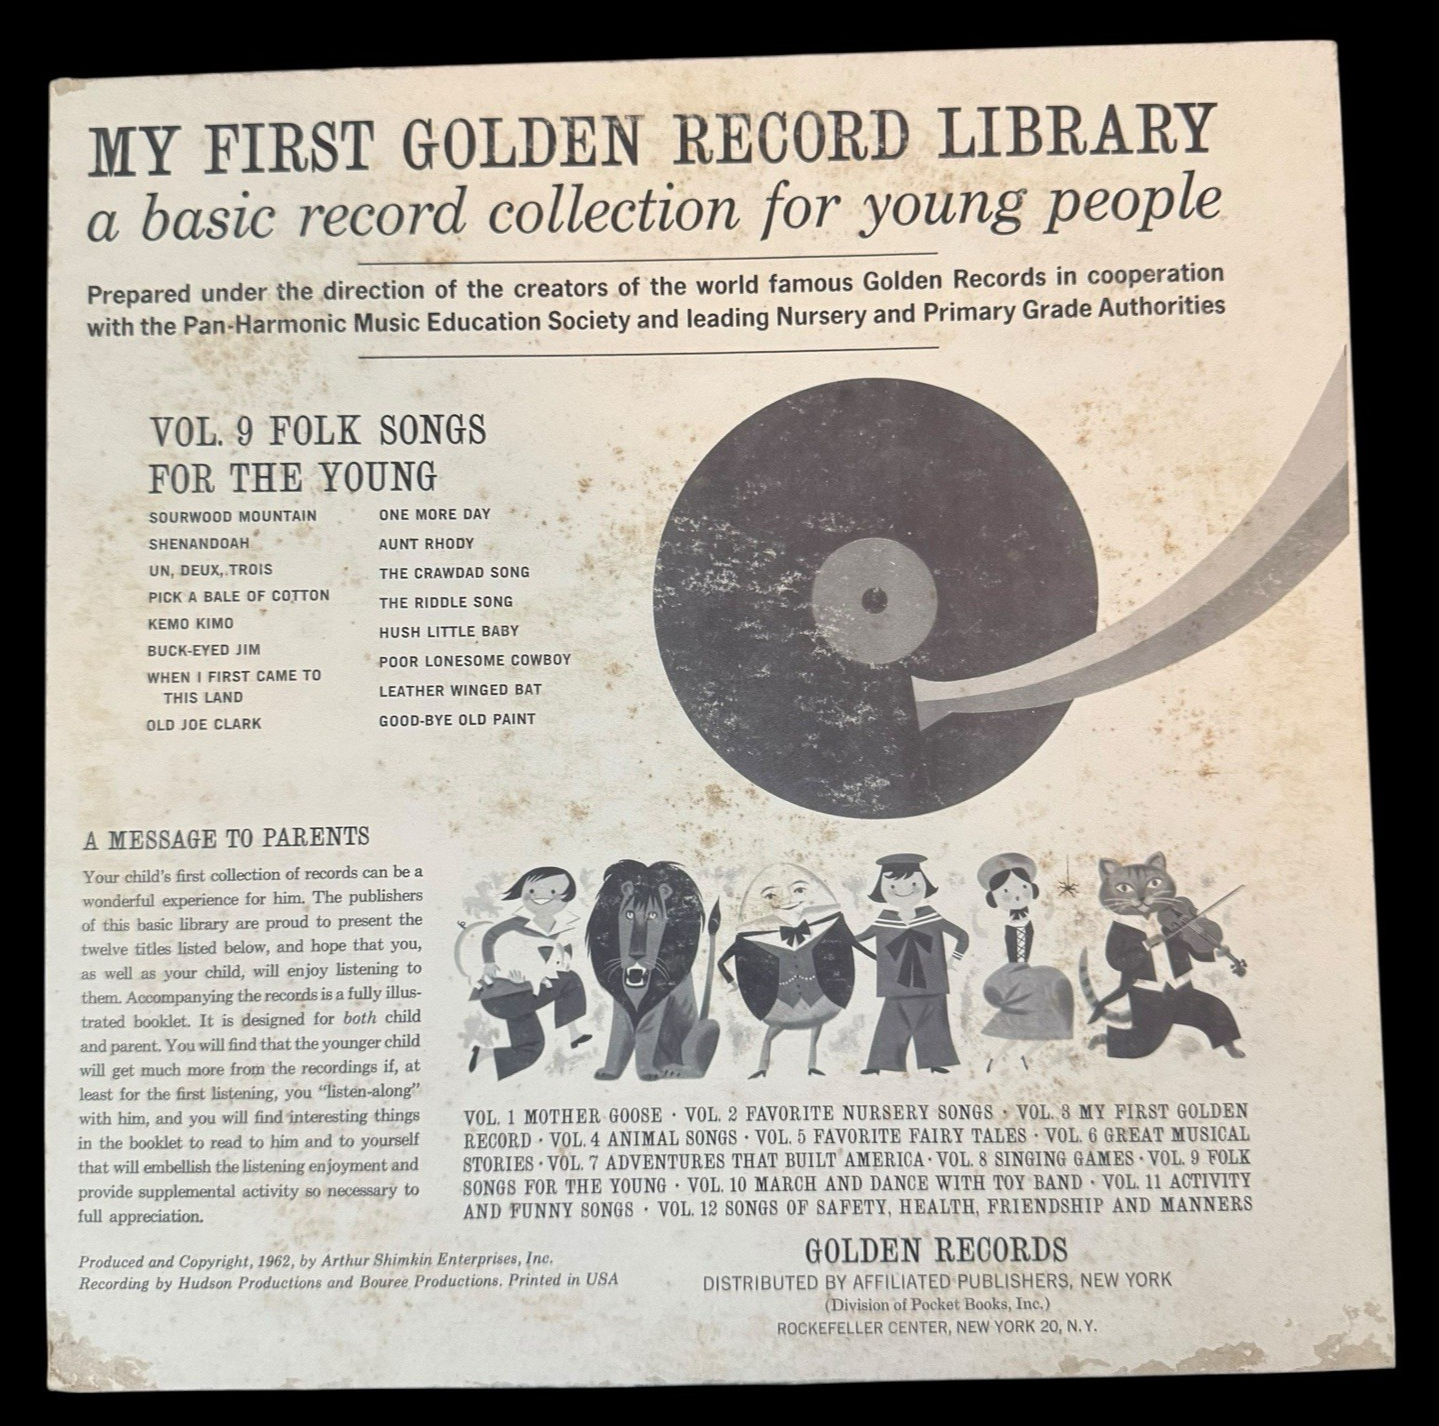 MY FIRST GOLDEN RECORD LIBRARY
a basic record collection for young people
Prepared under the direction of the creators of the world famous Golden Records in cooperation
with the Pan-Harmonic Music Education Society and leading Nursery and Primary Grade Authorities
VOL. 9 FOLK SONGS
FOR THE YOUNG
SOURWOOD MOUNTAIN
SHENANDOAH
UN, DEUX, TROIS
PICK A BALE OF COTTON
KEMO KIMO
BUCK-EYED JIM
WHEN I FIRST CAME TO
THIS LAND
OLD JOE CLARK
ONE MORE DAY
AUNT RHODY
THE CRAWDAD SONG
THE RIDDLE SONG
HUSH LITTLE BABY
POOR LONESOME COWBOY
LEATHER WINGED BAT
GOOD-BYE OLD PAINT
A MESSAGE TO PARENTS
Your child's first collection of records can be a
wonderful experience for him. The publishers
of this basic library are proud to present the
twelve titles listed below, and hope that you,
as well as your child, will enjoy listening to
them. Accompanying the records is a fully illus-
trated booklet. It is designed for both child
and parent. You will find that the younger child
will get much more from the recordings if, at
least for the first listening, you "listen-along"
with him, and you will find interesting things
in the booklet to read to him and to yourself
that will embellish the listening enjoyment and
provide supplemental activity so necessary to
full appreciation.
VOL. 1 MOTHER GOOSE · VOL. 2 FAVORITE NURSERY SONGS · VOL. 3 MY FIRST GOLDEN
RECORD · VOL. 4 ANIMAL SONGS · VOL. 5 FAVORITE FAIRY TALES · VOL. 6 GREAT MUSICAL
STORIES · VOL. 7 ADVENTURES THAT BUILT AMERICA · VOL. 8 SINGING GAMES · VOL. 9 FOLK
SONGS FOR THE YOUNG · VOL. 10 MARCH AND DANCE WITH TOY BAND · VOL. 11 ACTIVITY
AND FUNNY SONGS · VOL. 12 SONGS OF SAFETY, HEALTH, FRIENDSHIP AND MANNERS
Produced and Copyright, 1962, by Arthur Shimkin Enterprises, Inc.
Recording by Hudson Productions and Bouree Productions. Printed in USA
GOLDEN RECORDS
DISTRIBUTED BY AFFILIATED PUBLISHERS, NEW YORK
(Division of Pocket Books, Inc.)
ROCKEFELLER CENTER, NEW YORK 20, N.Y.